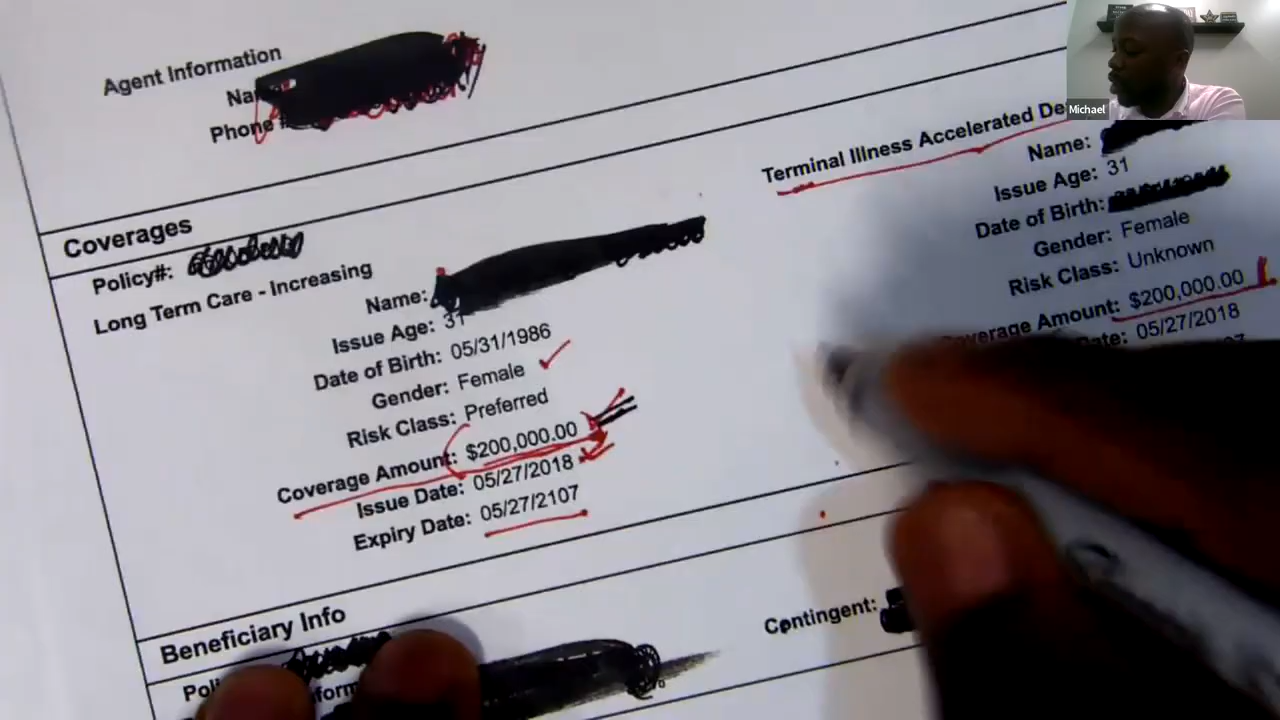 Agent Information
Phone #
Coverages
Policy#:
Long Term Care - Increasing
Name:
Issue Age: 31
Date of Birth: 05/31/1986
Gender: Female
Risk Class: Preferred
Coverage Amount: $200,000.00
Issue Date: 05/27/2018
Expiry Date: 05/27/2107
Terminal Illness Accelerated
Name:
Issue Age: 31
Date of Birth:
Gender: Female
Risk Class: Unknown
Coverage Amount: $200,000.00
Date: 05/27/2018
Beneficiary Info
Contingent:
Michael